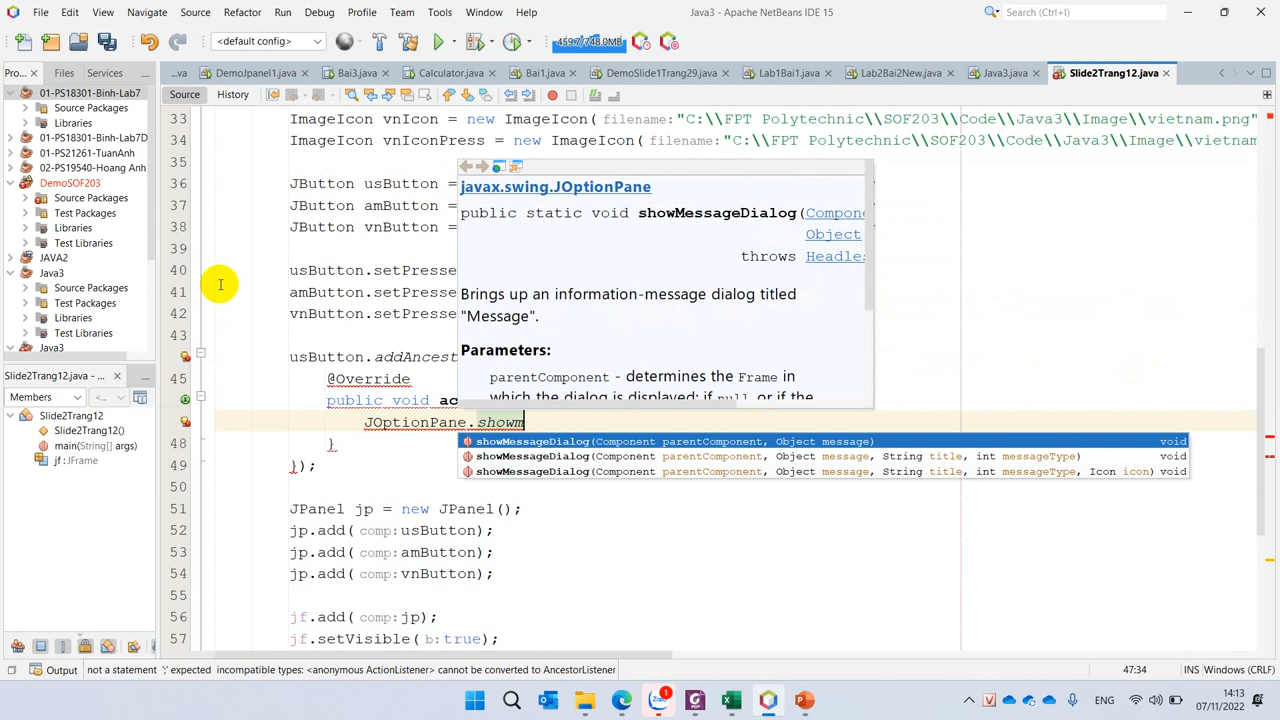 File Edit View Navigate Source Refactor Run Debug Profile Team Tools Window Help
Java3 - Apache NetBeans IDE 15
Search (Ctrl+I)
<default config>
459.7/748.0MB
Pro... Files Services
...va DemoJpanel1.java Bai3.java Calculator.java Bai1.java DemoSlide1Trang29.java Lab1Bai1.java Lab2Bai2New.java Java3.java Slide2Trang12.java
Source History
01-PS18301-Binh-Lab7
Source Packages
Libraries
01-PS18301-Binh-Lab7D
01-PS21261-TuanAnh
02-PS19540-Hoang Anh
DemoSOF203
Source Packages
Test Packages
Libraries
Test Libraries
JAVA2
Java3
Source Packages
Test Packages
Libraries
Test Libraries
Java3
Slide2Trang12.java
Members
<...>
Slide2Trang12
Slide2Trang12()
main(String[] args)
jf : JFrame
33 ImageIcon vnIcon = new ImageIcon(filename:"C:\\FPT Polytechnic\\SOF203\\Code\\Java3\\Image\\vietnam.png"
34 ImageIcon vnIconPress = new ImageIcon(filename:"C:\\FPT Polytechnic\\SOF203\\Code\\Java3\\Image\\vietnam
35
36 JButton usButton =
37 JButton amButton =
38 JButton vnButton =
39
40 usButton.setPresse
41 amButton.setPresse
42 vnButton.setPresse
43
usButton.addAncest
45 @Override
public void ac
JOptionPane.showm
48 }
49 });
50
51 JPanel jp = new JPanel();
52 jp.add(comp:usButton);
53 jp.add(comp:amButton);
54 jp.add(comp:vnButton);
55
56 jf.add(comp:jp);
57 jf.setVisible(b:true);
javax.swing.JOptionPane
public static void showMessageDialog(Compone
Object
throws Headles
Brings up an information-message dialog titled
"Message".
Parameters:
parentComponent - determines the Frame in
which the dialog is displayed; if null, or if the
showMessageDialog(Component parentComponent, Object message) void
showMessageDialog(Component parentComponent, Object message, String title, int messageType) void
showMessageDialog(Component parentComponent, Object message, String title, int messageType, Icon icon) void
Output
not a statement ';' expected incompatible types: <anonymous ActionListener> cannot be converted to AncestorListener
47:34
INS Windows (CRLF)
1
ENG
14:13
07/11/2022